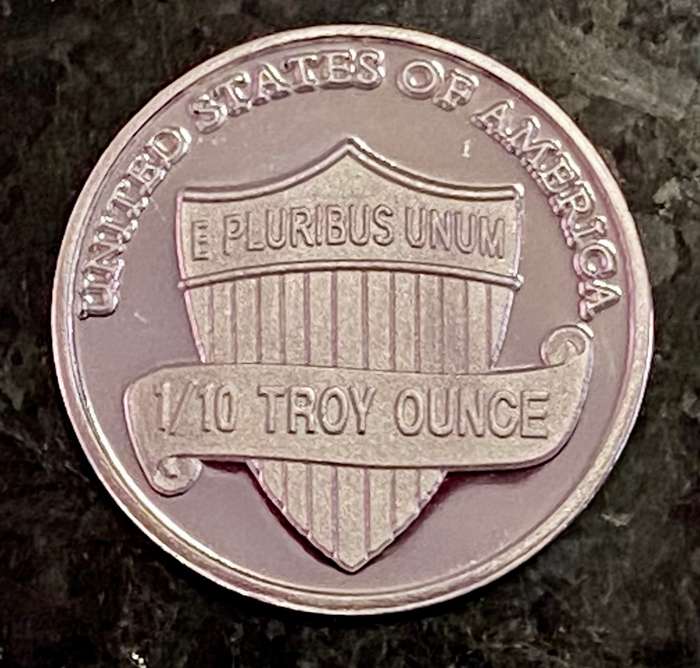 UNITED STATES OF AMERICA
E PLURIBUS UNUM
1/10 TROY OUNCE